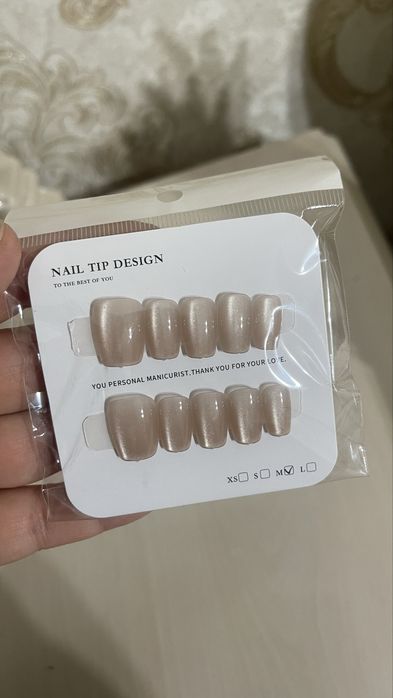 NAIL TIP DESIGN
TO THE BEST OF YOU
YOU PERSONAL MANICURIST.THANK YOU FOR YOUR LOVE.
XS☐ S☐ M☑ L☐